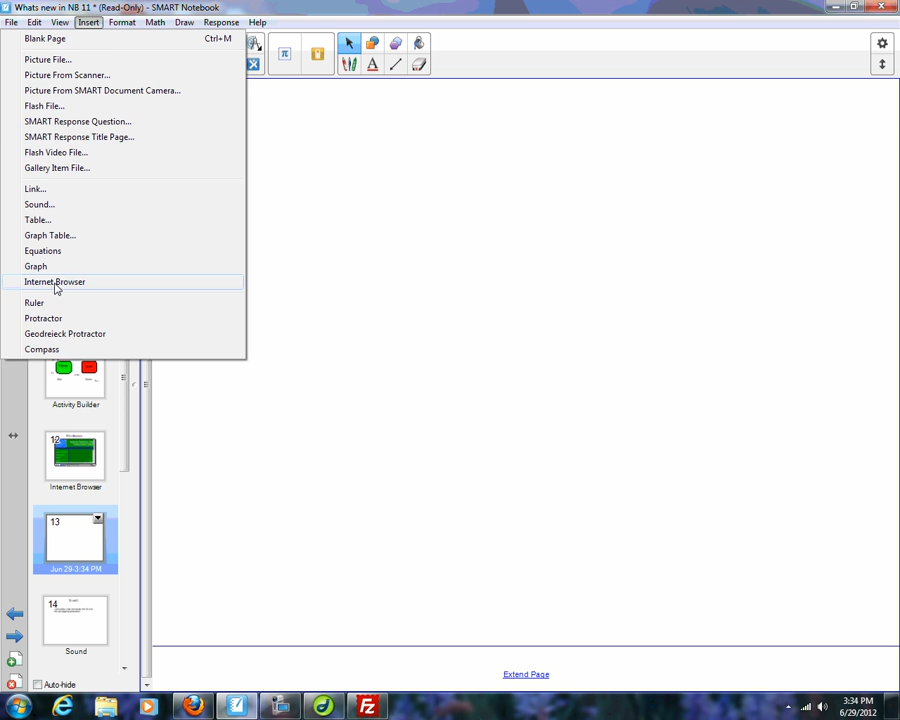 Whats new in NB 11 * (Read-Only) - SMART Notebook
File Edit View Insert Format Math Draw Response Help
Blank Page Ctrl+M
Picture File...
Picture From Scanner...
Picture From SMART Document Camera...
Flash File...
SMART Response Question...
SMART Response Title Page...
Flash Video File...
Gallery Item File...
Link...
Sound...
Table...
Graph Table...
Equations
Graph
Internet Browser
Ruler
Protractor
Geodreieck Protractor
Compass
Activity Builder
12
Internet Browser
13
Jun 29-3:34 PM
14
Sound
Extend Page
Auto-hide
3:34 PM
6/29/2012